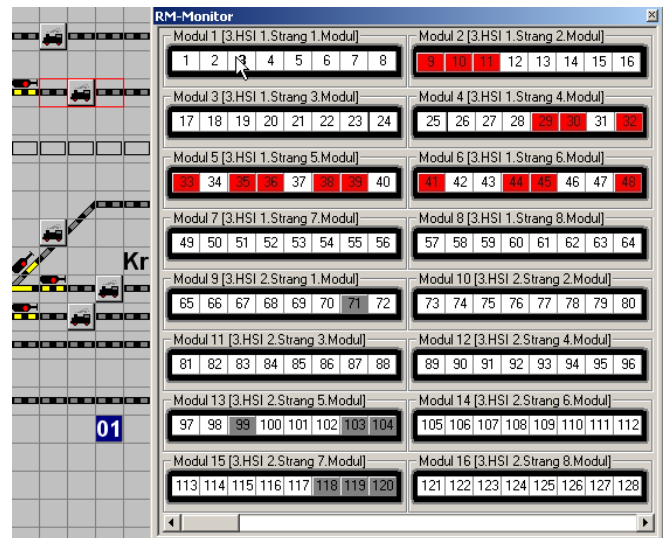 RM-Monitor
Modul 1 [3.HSI 1.Strang 1.Modul] Modul 2 [3.HSI 1.Strang 2.Modul]
1 2 3 4 5 6 7 8 9 10 11 12 13 14 15 16
Modul 3 [3.HSI 1.Strang 3.Modul] Modul 4 [3.HSI 1.Strang 4.Modul]
17 18 19 20 21 22 23 24 25 26 27 28 29 30 31 32
Modul 5 [3.HSI 1.Strang 5.Modul] Modul 6 [3.HSI 1.Strang 6.Modul]
33 34 35 36 37 38 39 40 41 42 43 44 45 46 47 48
Modul 7 [3.HSI 1.Strang 7.Modul] Modul 8 [3.HSI 1.Strang 8.Modul]
49 50 51 52 53 54 55 56 57 58 59 60 61 62 63 64
Kr
Modul 9 [3.HSI 2.Strang 1.Modul] Modul 10 [3.HSI 2.Strang 2.Modul]
65 66 67 68 69 70 71 72 73 74 75 76 77 78 79 80
Modul 11 [3.HSI 2.Strang 3.Modul] Modul 12 [3.HSI 2.Strang 4.Modul]
81 82 83 84 85 86 87 88 89 90 91 92 93 94 95 96
Modul 13 [3.HSI 2.Strang 5.Modul] Modul 14 [3.HSI 2.Strang 6.Modul]
01 97 98 99 100 101 102 103 104 105 106 107 108 109 110 111 112
Modul 15 [3.HSI 2.Strang 7.Modul] Modul 16 [3.HSI 2.Strang 8.Modul]
113 114 115 116 117 118 119 120 121 122 123 124 125 126 127 128